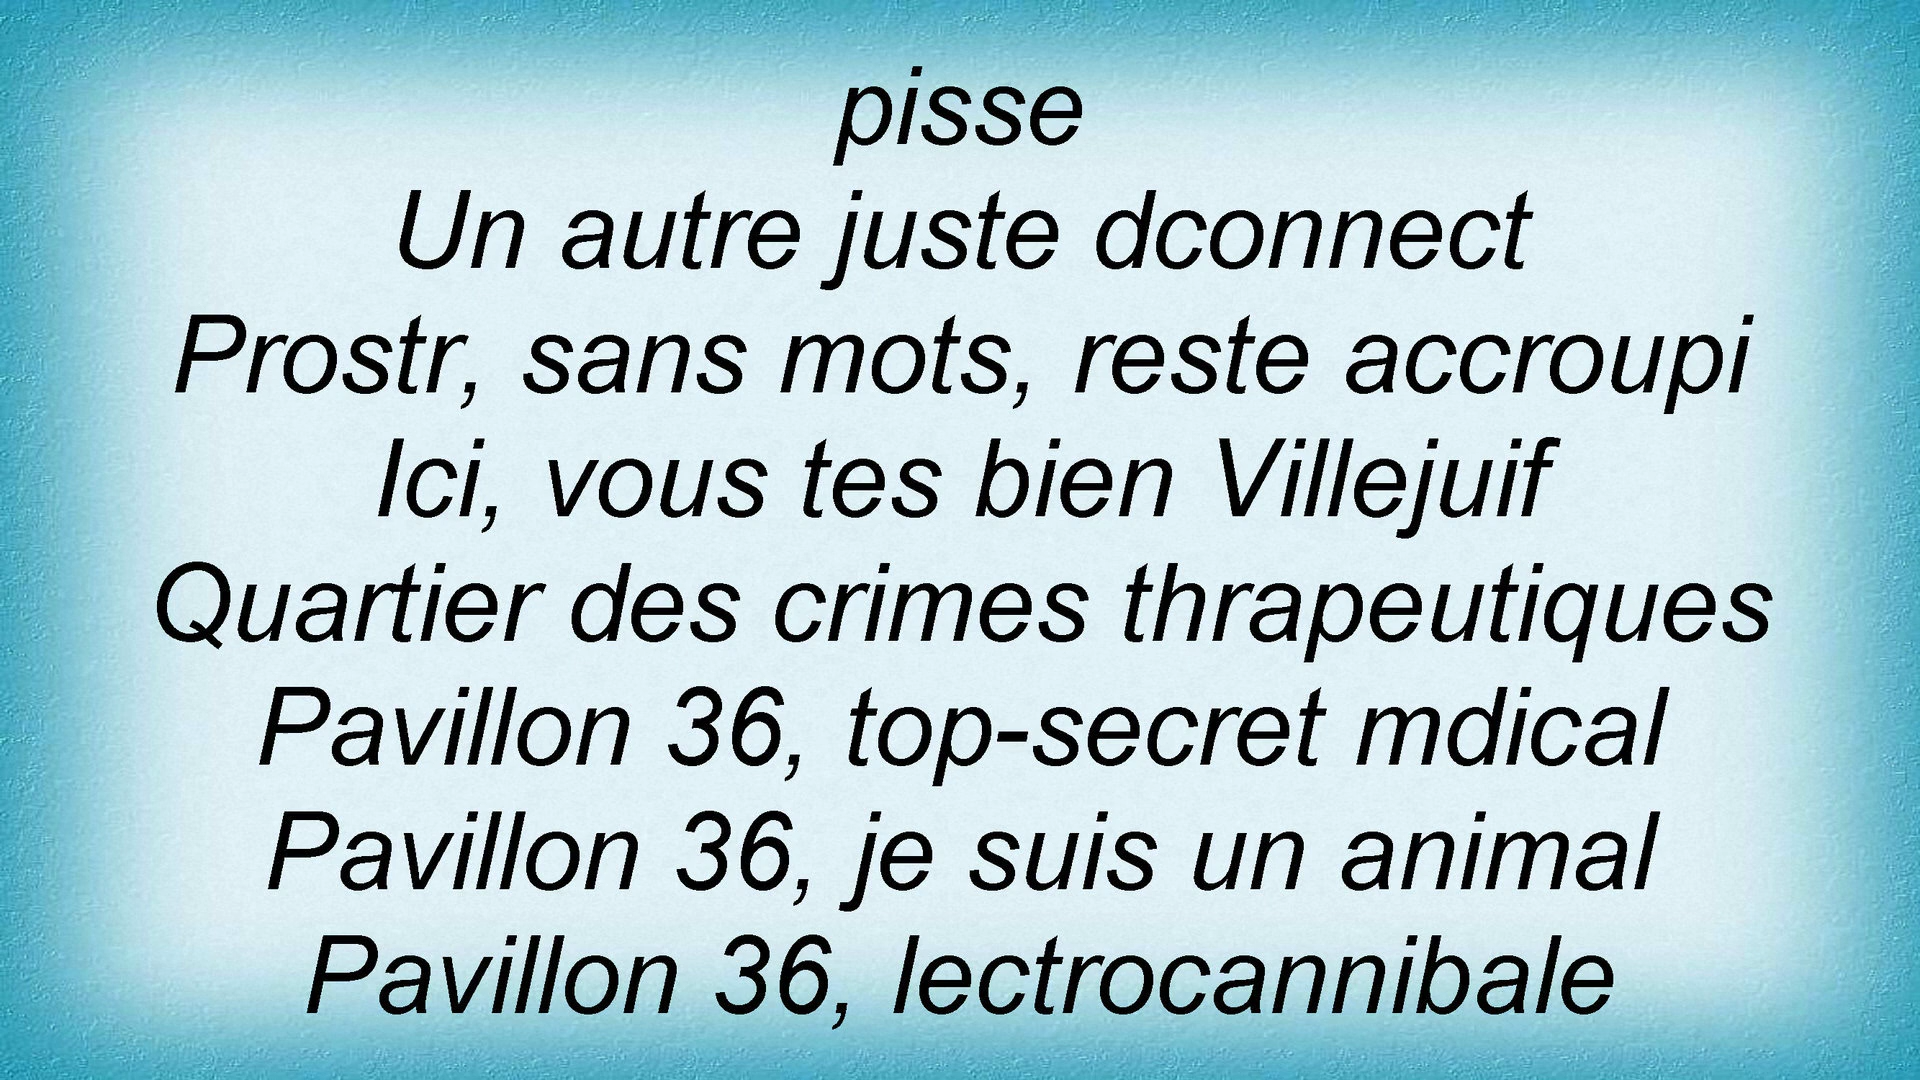 pisse
Un autre juste dconnect
Prostr, sans mots, reste accroupi
Ici, vous tes bien Villejuif
Quartier des crimes thrapeutiques
Pavillon 36, top-secret mdical
Pavillon 36, je suis un animal
Pavillon 36, lectrocannibale